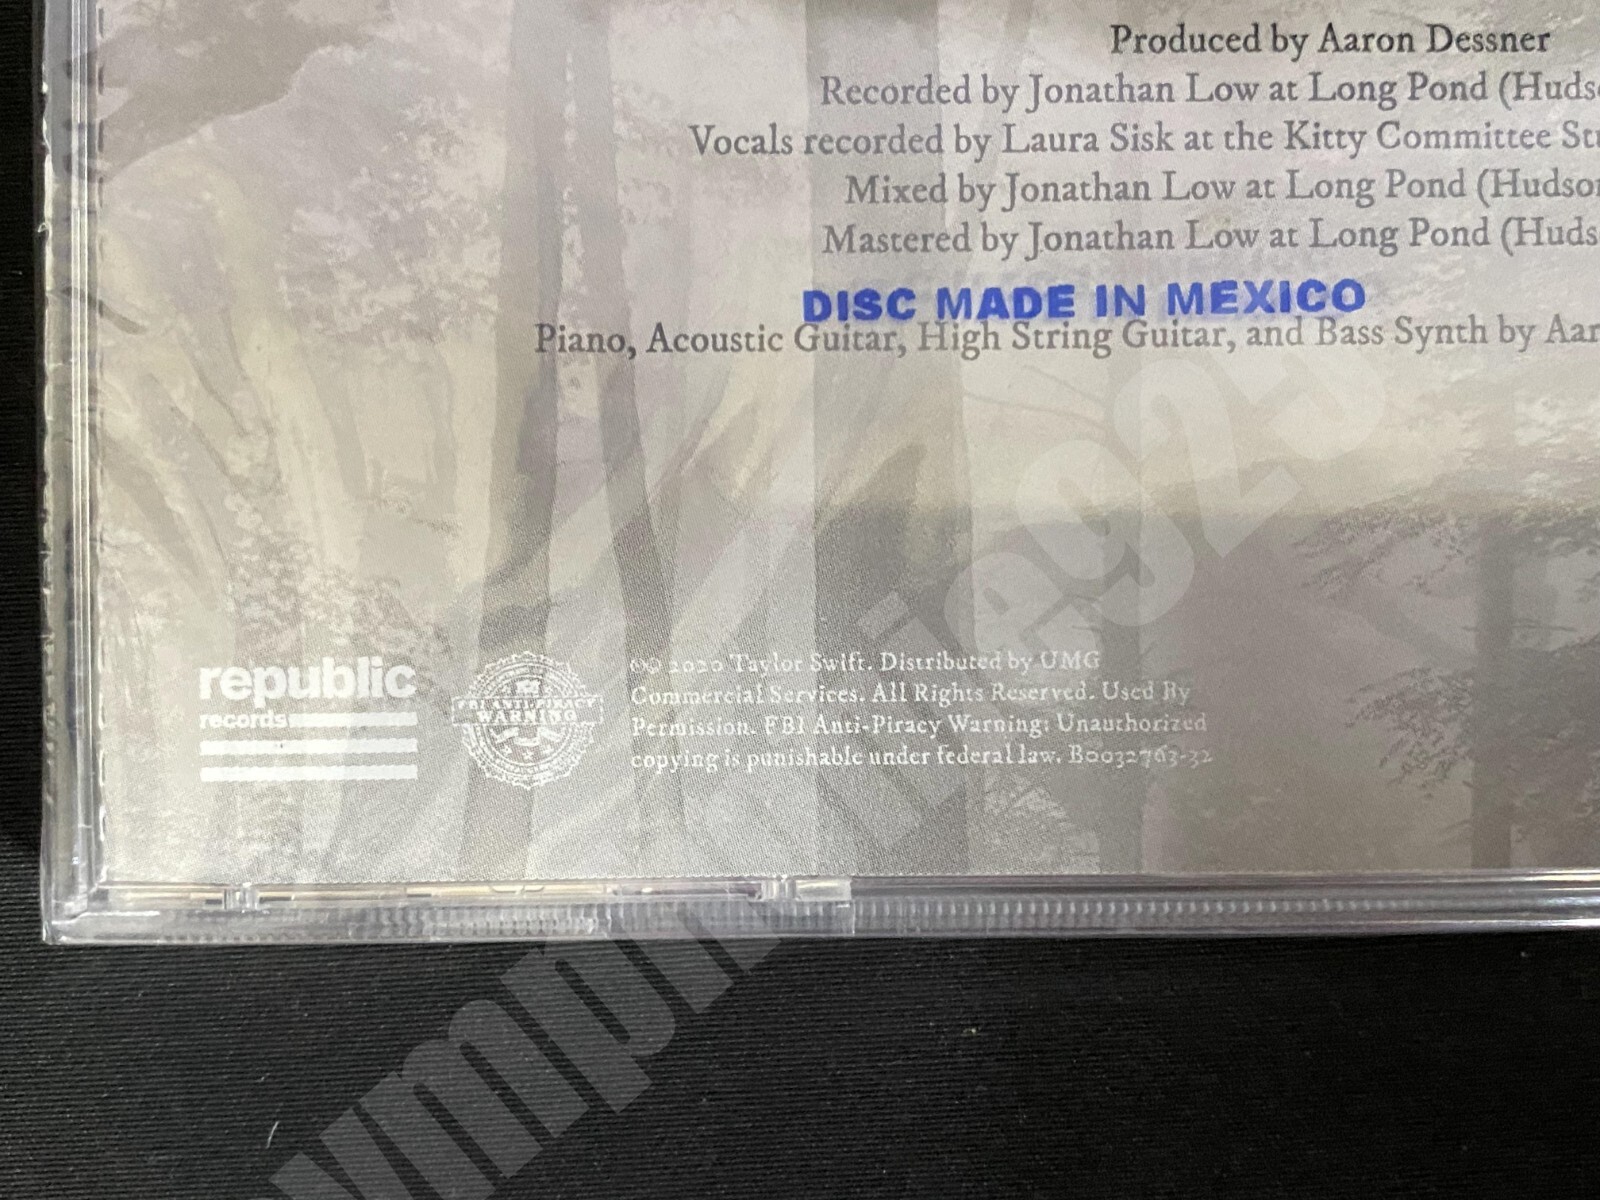 Produced by Aaron Dessner
Recorded by Jonathan Low at Long Pond (Huds
Vocals recorded by Laura Sisk at the Kitty Committee Stu
Mixed by Jonathan Low at Long Pond (Hudson
Mastered by Jonathan Low at Long Pond (Huds
DISC MADE IN MEXICO
Piano, Acoustic Guitar, High String Guitar, and Bass Synth by Aar
republic
records
FBI ANTI-PIRACY
WARNING
2020 Taylor Swift. Distributed by UMG
Commercial Services. All Rights Reserved. Used By
Permission. FBI Anti-Piracy Warning: Unauthorized
copying is punishable under federal law. B0032763-32